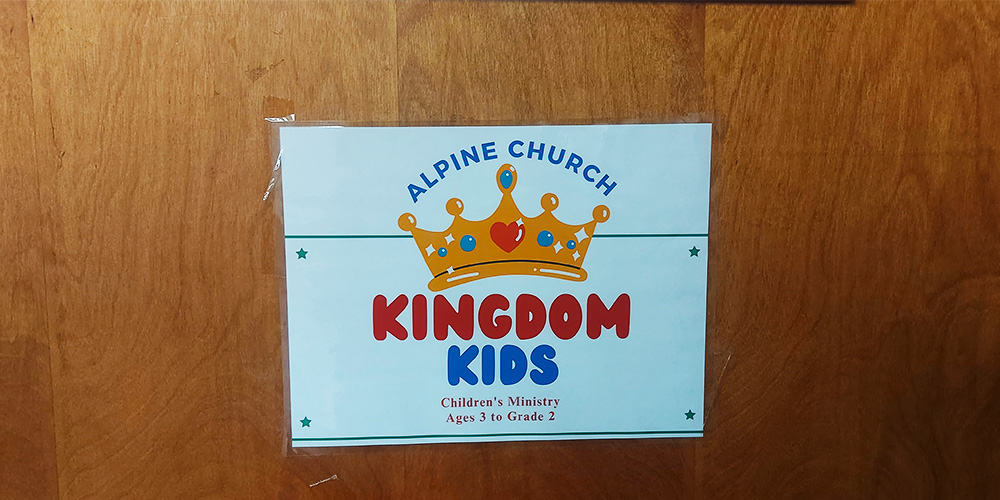 ALPINE CHURCH
KINGDOM
KIDS
Children's Ministry
Ages 3 to Grade 2